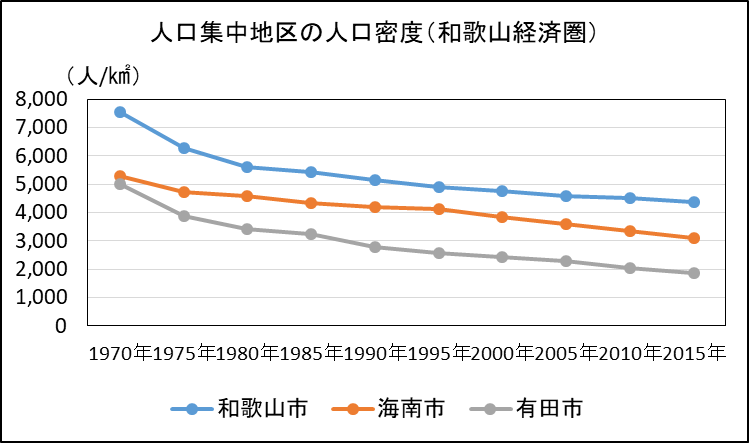 人口集中地区の人口密度（和歌山経済圏）
（人/㎢）
8,000
7,000
6,000
5,000
4,000
3,000
2,000
1,000
0
1970年 1975年 1980年 1985年 1990年 1995年 2000年 2005年 2010年 2015年
和歌山市 海南市 有田市